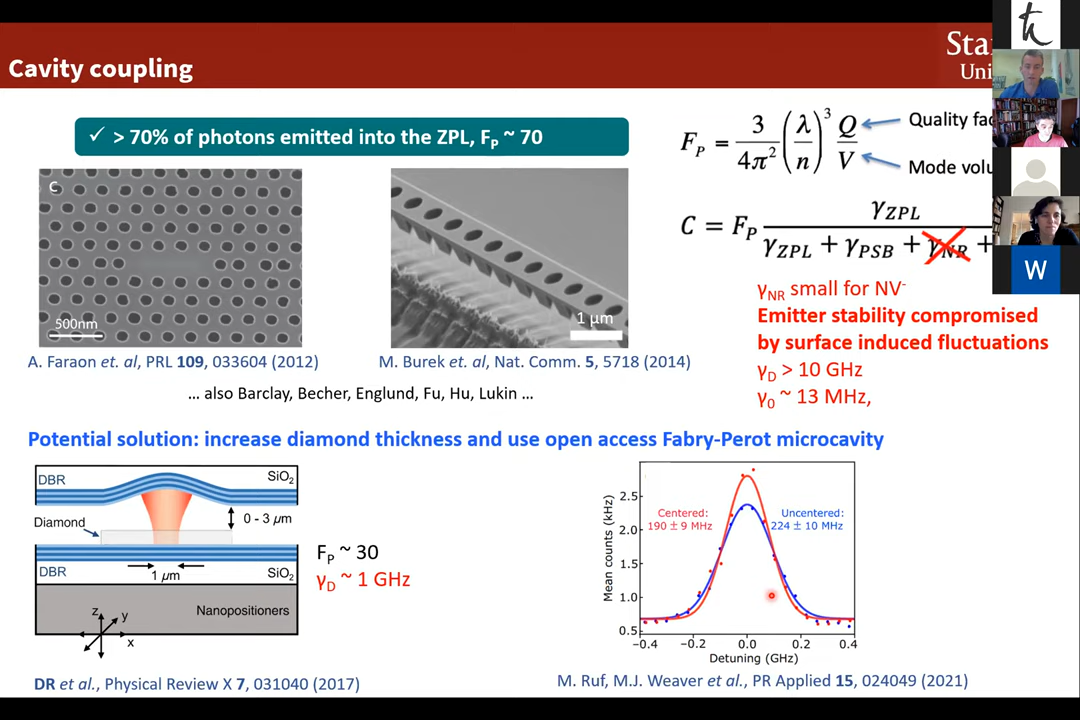 Cavity coupling
Sta
Uni
✓ > 70% of photons emitted into the ZPL, F_P ~ 70
F_P = 3/4π² (λ/n)³ Q/V
Quality fac
Mode volu
C = F_P γ_ZPL / γ_ZPL + γ_PSB + γ_NR +
C
500nm
1 µm
A. Faraon et. al, PRL 109, 033604 (2012)
M. Burek et. al, Nat. Comm. 5, 5718 (2014)
... also Barclay, Becher, Englund, Fu, Hu, Lukin ...
γ_NR small for NV⁻
Emitter stability compromised
by surface induced fluctuations
γ_D > 10 GHz
γ_0 ~ 13 MHz,
Potential solution: increase diamond thickness and use open access Fabry-Perot microcavity
DBR
SiO₂
Diamond
0 - 3 µm
DBR
1 µm
SiO₂
Nanopositioners
z
y
x
F_P ~ 30
γ_D ~ 1 GHz
Mean counts (kHz)
2.5
2.0
1.5
1.0
0.5
Centered:
190 ± 9 MHz
Uncentered:
224 ± 10 MHz
−0.4 −0.2 0.0 0.2 0.4
Detuning (GHz)
DR et al., Physical Review X 7, 031040 (2017)
M. Ruf, M.J. Weaver et al., PR Applied 15, 024049 (2021)
W